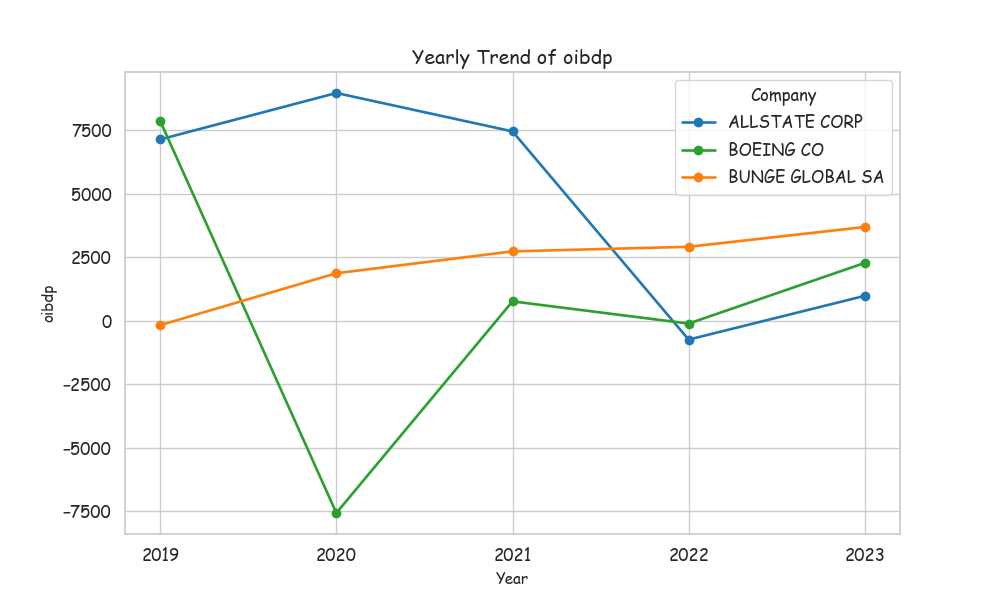 Yearly Trend of oibdp
Company
ALLSTATE CORP
BOEING CO
BUNGE GLOBAL SA
7500
5000
2500
0
−2500
−5000
−7500
oibdp
2019 2020 2021 2022 2023
Year